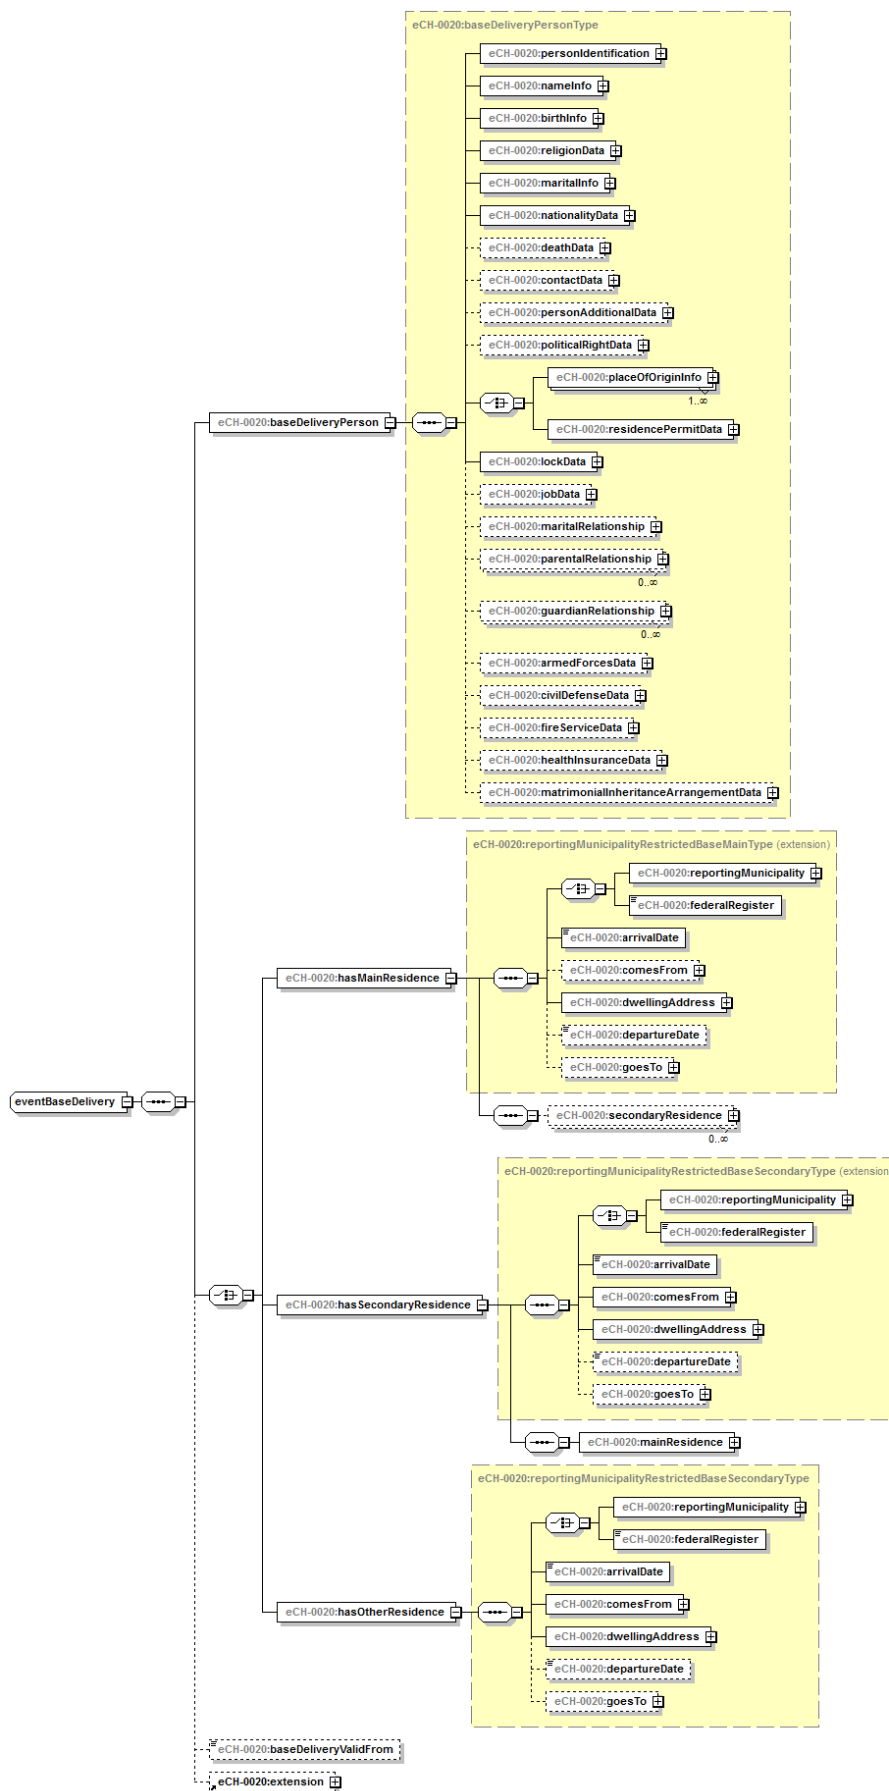 eCH-0020:baseDeliveryPersonType
eCH-0020:personIdentification
eCH-0020:nameInfo
eCH-0020:birthInfo
eCH-0020:religionData
eCH-0020:maritalInfo
eCH-0020:nationalityData
eCH-0020:deathData
eCH-0020:contactData
eCH-0020:personAdditionalData
eCH-0020:politicalRightData
eCH-0020:placeOfOriginInfo
1..∞
eCH-0020:baseDeliveryPerson
eCH-0020:residencePermitData
eCH-0020:lockData
eCH-0020:jobData
eCH-0020:maritalRelationship
eCH-0020:parentalRelationship
0..∞
eCH-0020:guardianRelationship
0..∞
eCH-0020:armedForcesData
eCH-0020:civilDefenseData
eCH-0020:fireServiceData
eCH-0020:healthInsuranceData
eCH-0020:matrimonialInheritanceArrangementData
eCH-0020:reportingMunicipalityRestrictedBaseMainType (extension)
eCH-0020:reportingMunicipality
eCH-0020:federalRegister
eCH-0020:arrivalDate
eCH-0020:comesFrom
eCH-0020:hasMainResidence
eCH-0020:dwellingAddress
eCH-0020:departureDate
eCH-0020:goesTo
eventBaseDelivery
eCH-0020:secondaryResidence
0..∞
eCH-0020:reportingMunicipalityRestrictedBaseSecondaryType (extension
eCH-0020:reportingMunicipality
eCH-0020:federalRegister
eCH-0020:arrivalDate
eCH-0020:comesFrom
eCH-0020:hasSecondaryResidence
eCH-0020:dwellingAddress
eCH-0020:departureDate
eCH-0020:goesTo
eCH-0020:mainResidence
eCH-0020:reportingMunicipalityRestrictedBaseSecondaryType
eCH-0020:reportingMunicipality
eCH-0020:federalRegister
eCH-0020:arrivalDate
eCH-0020:comesFrom
eCH-0020:hasOtherResidence
eCH-0020:dwellingAddress
eCH-0020:departureDate
eCH-0020:goesTo
eCH-0020:baseDeliveryValidFrom
eCH-0020:extension